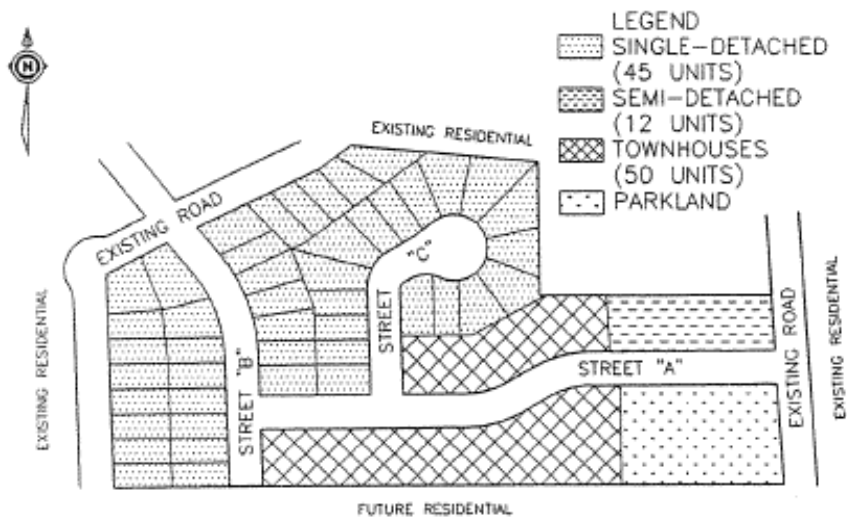 LEGEND
SINGLE-DETACHED
(45 UNITS)
SEMI-DETACHED
(12 UNITS)
TOWNHOUSES
(50 UNITS)
PARKLAND
N
EXISTING RESIDENTIAL
EXISTING ROAD
"C"
STREET
EXISTING RESIDENTIAL
STREET "B"
STREET "A"
EXISTING ROAD
EXISTING RESIDENTIAL
FUTURE RESIDENTIAL